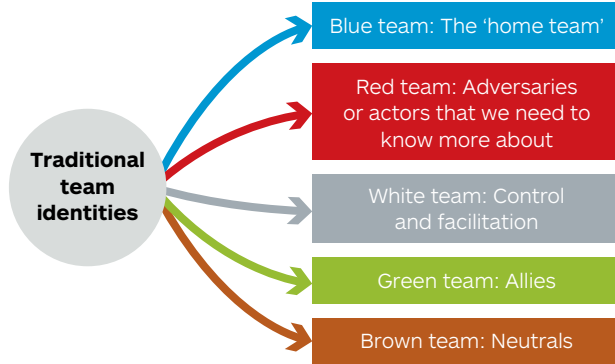 Traditional
team
identities
Blue team: The ‘home team’
Red team: Adversaries
or actors that we need to
know more about
White team: Control
and facilitation
Green team: Allies
Brown team: Neutrals